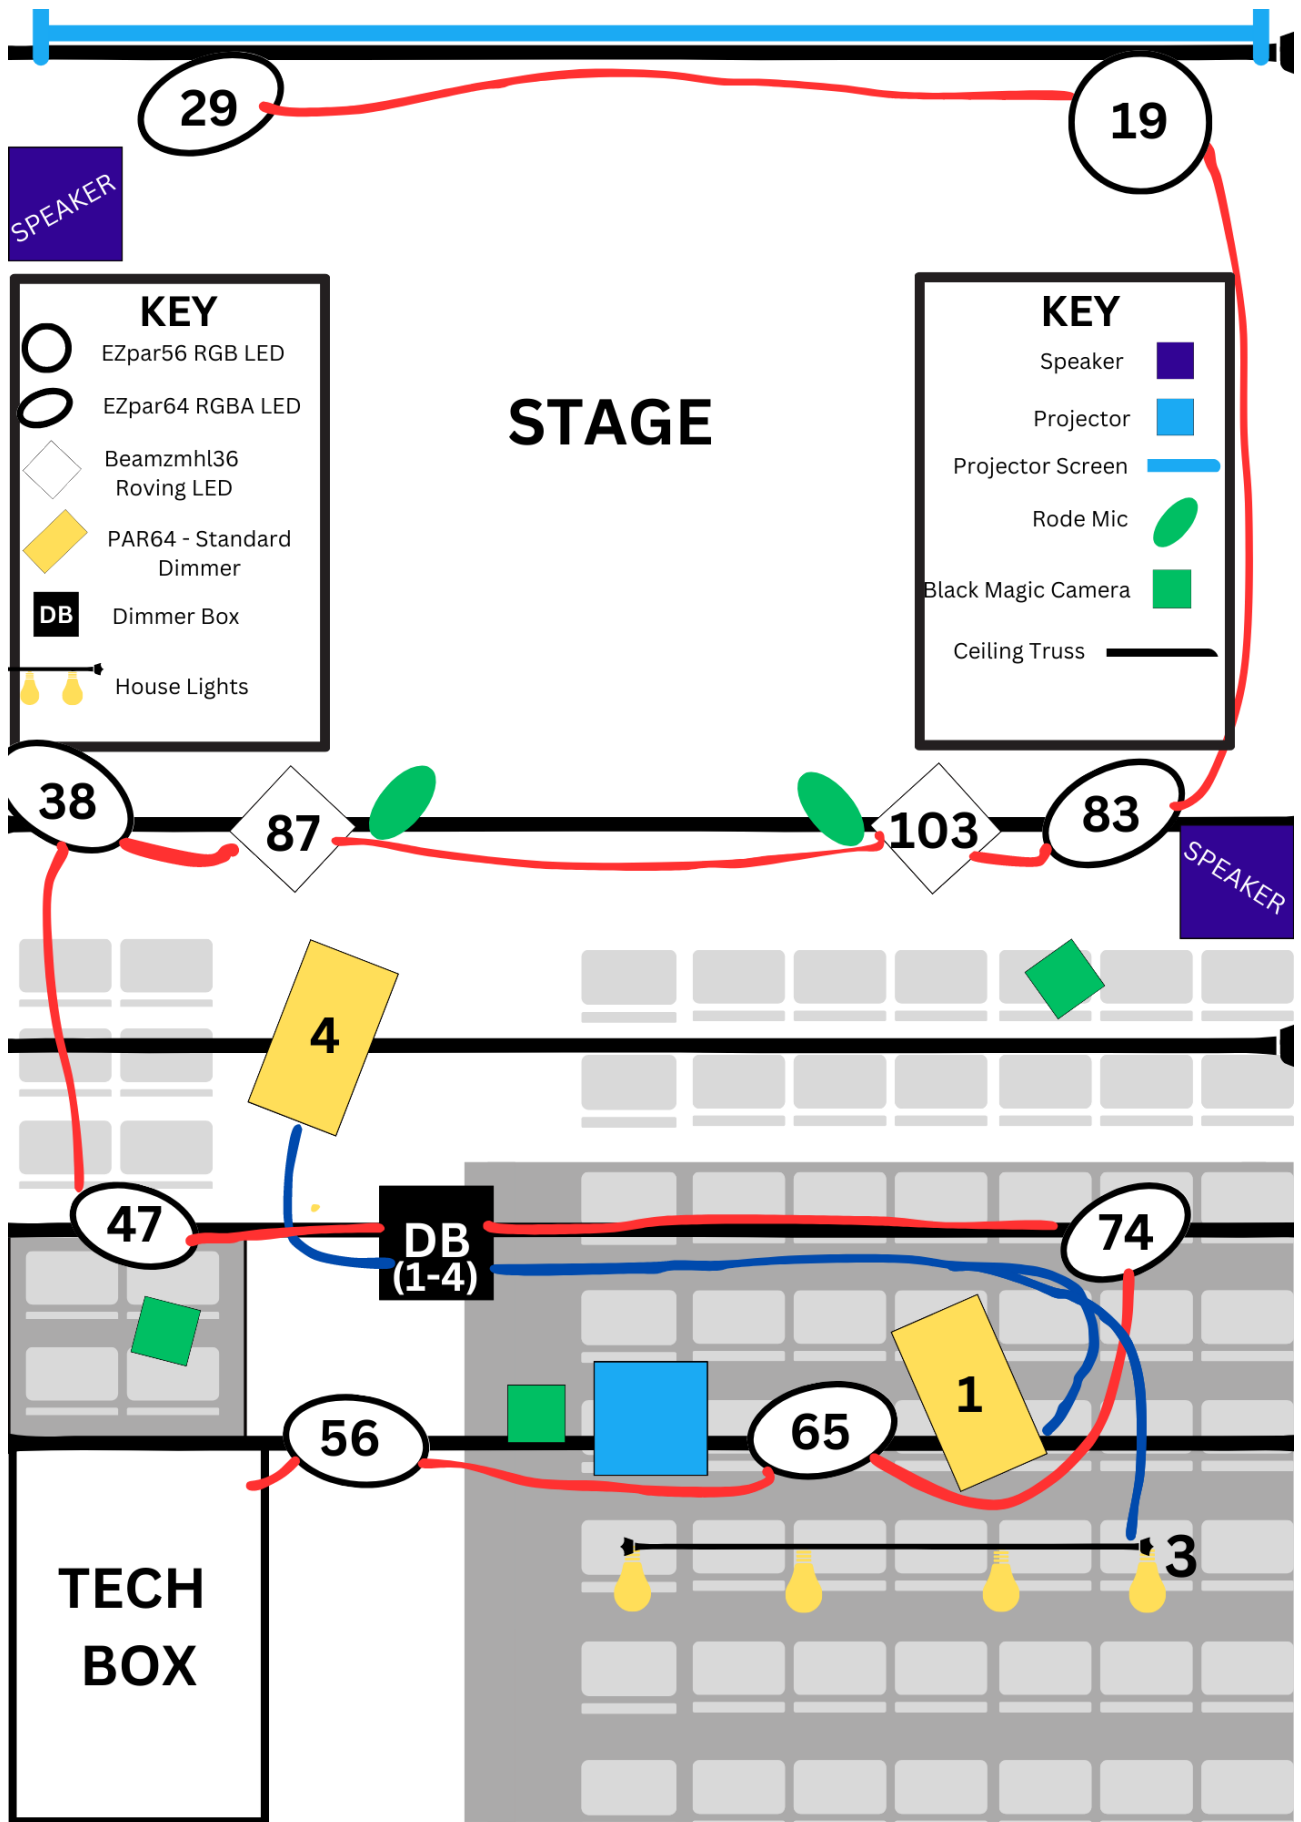 29
19
SPEAKER
KEY
EZpar56 RGB LED
EZpar64 RGBA LED
Beamzmhl36
Roving LED
PAR64 - Standard
Dimmer
DB
Dimmer Box
House Lights
STAGE
KEY
Speaker
Projector
Projector Screen
Rode Mic
Black Magic Camera
Ceiling Truss
38
87
103
83
SPEAKER
4
47
DB
(1-4)
74
1
56
65
3
TECH
BOX